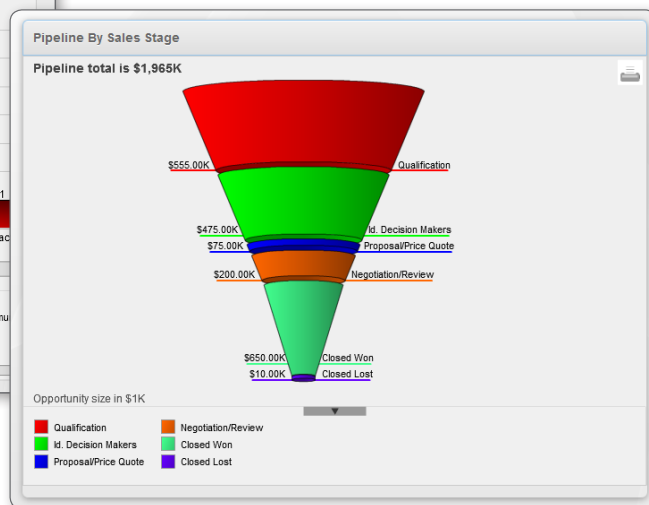 Pipeline By Sales Stage
Pipeline total is $1,965K
$555.00K Qualification
$475.00K Id. Decision Makers
$75.00K Proposal/Price Quote
$200.00K Negotiation/Review
$650.00K Closed Won
$10.00K Closed Lost
Opportunity size in $1K
Qualification Negotiation/Review
Id. Decision Makers Closed Won
Proposal/Price Quote Closed Lost